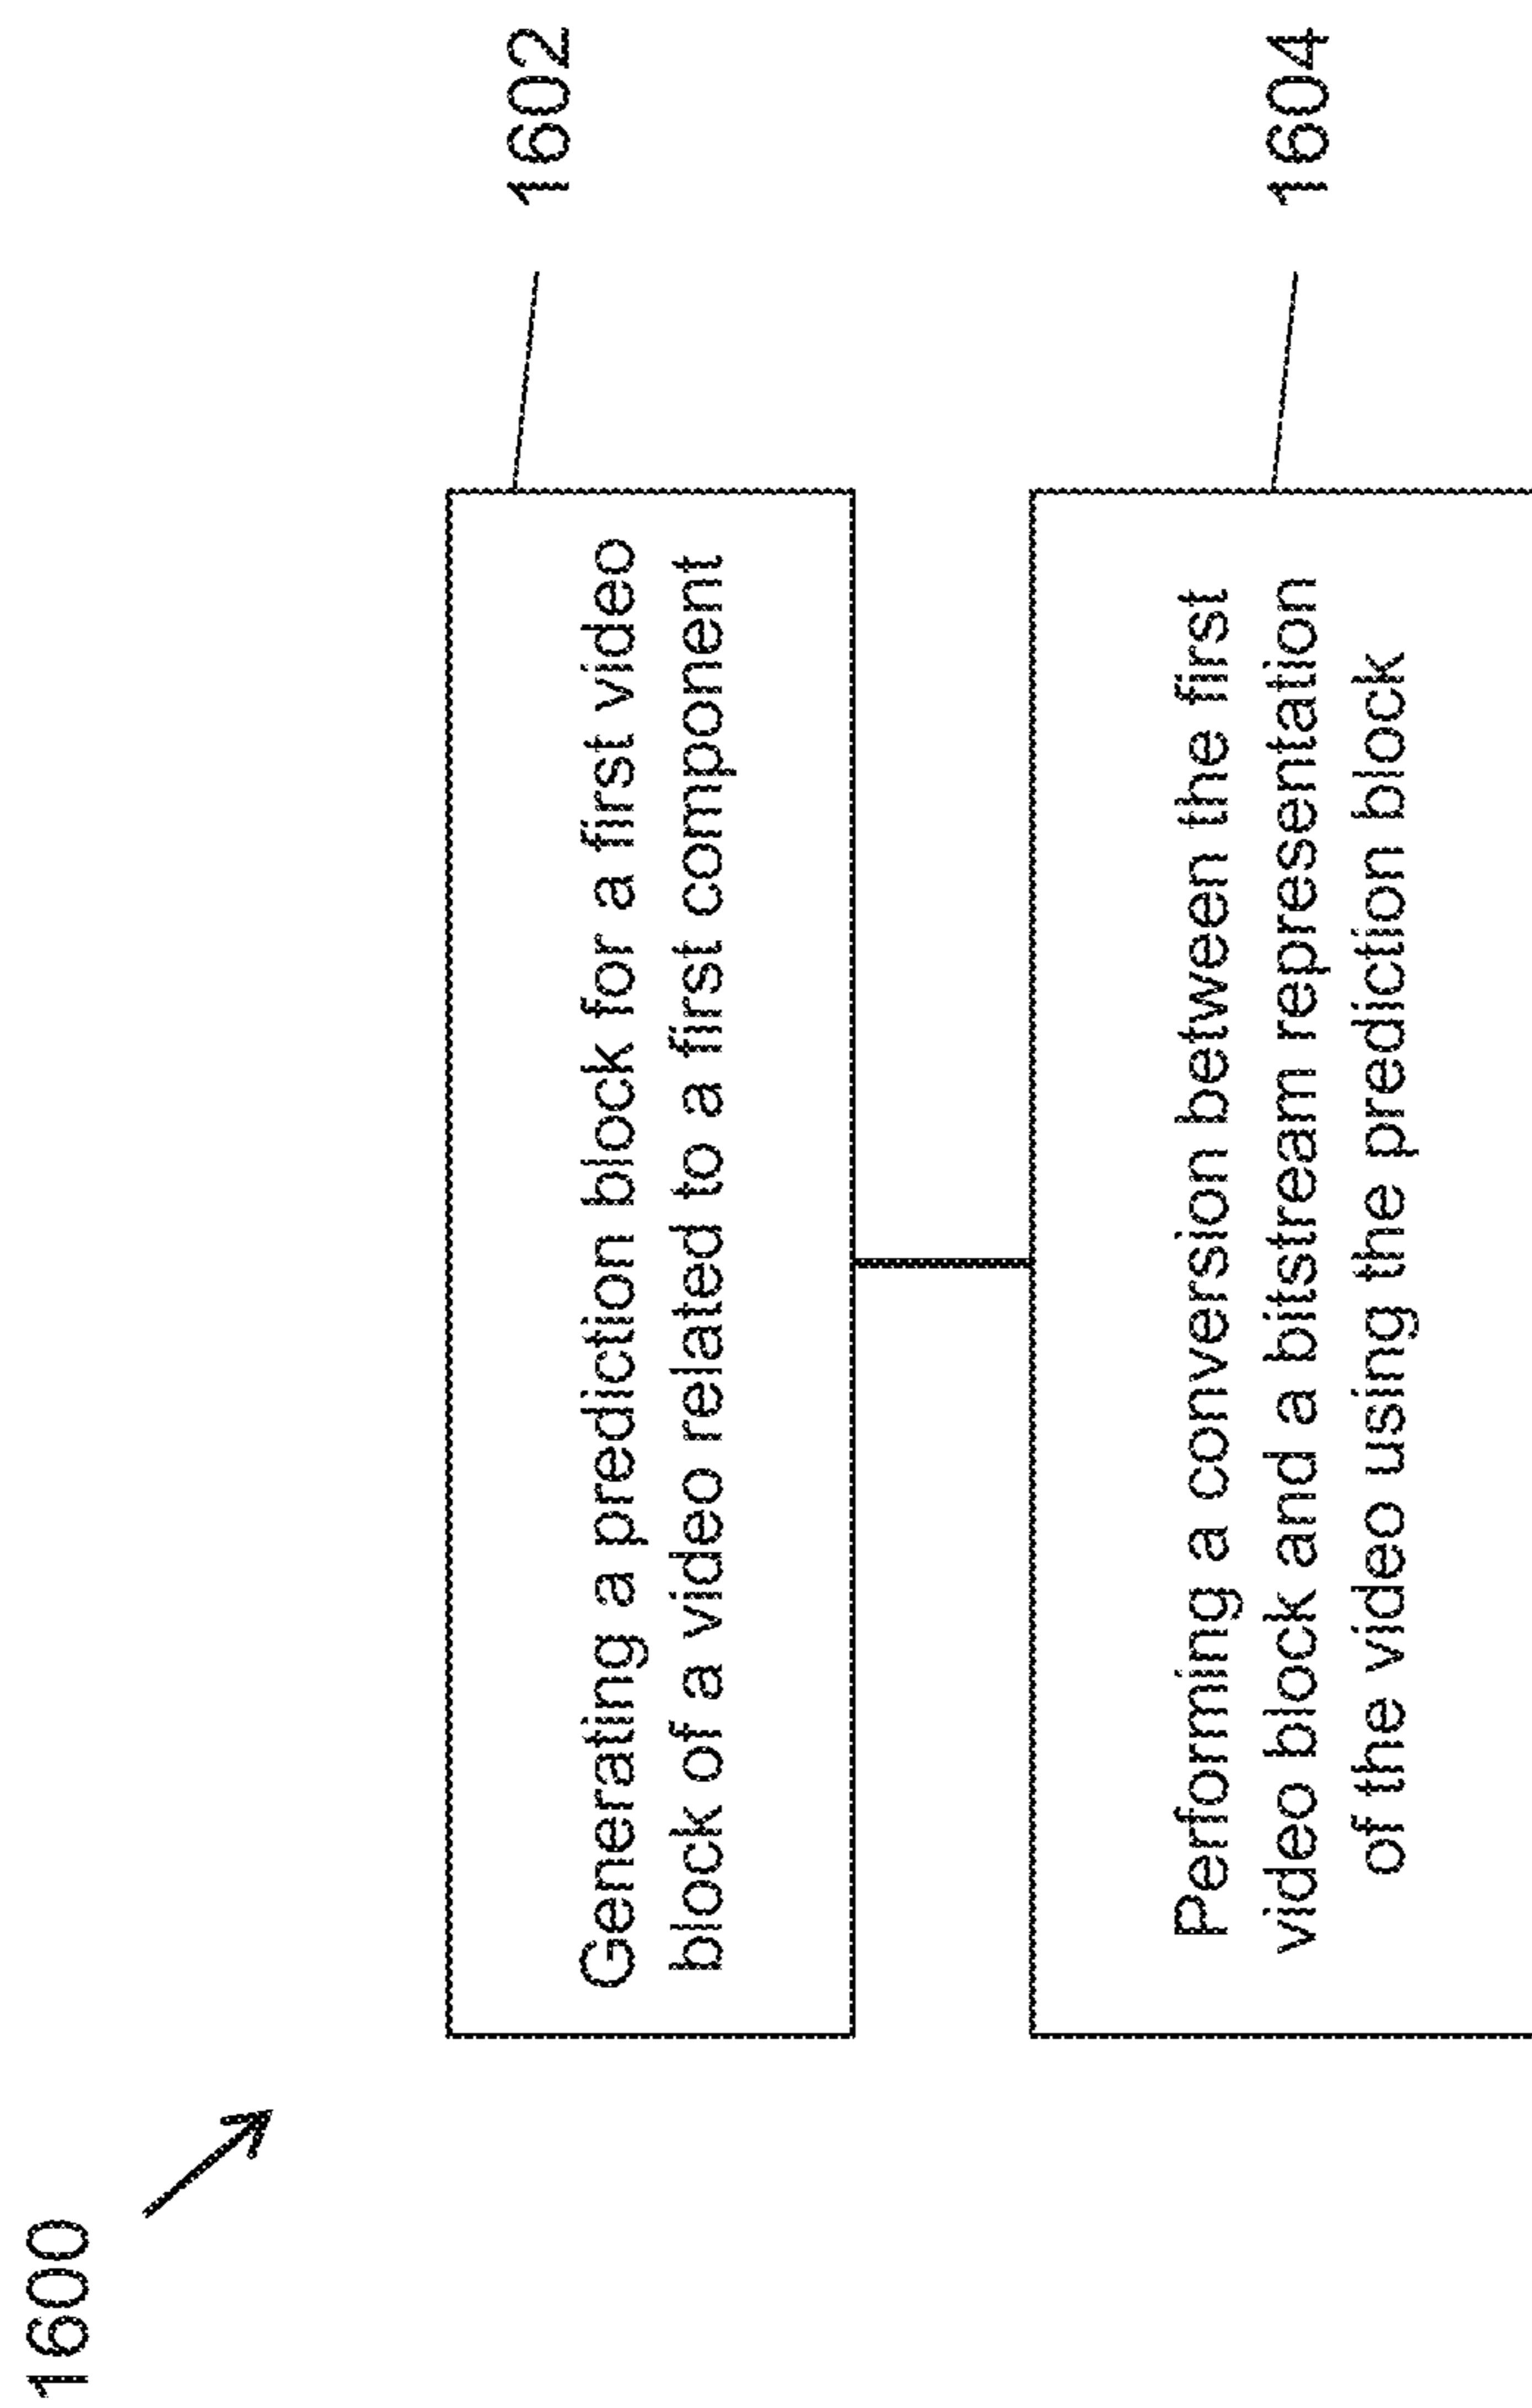 1600
Generating a prediction block for a first video
block of a video related to a first component
1602
Performing a conversion between the first
video block and a bitstream representation
of the video using the prediction block
1604